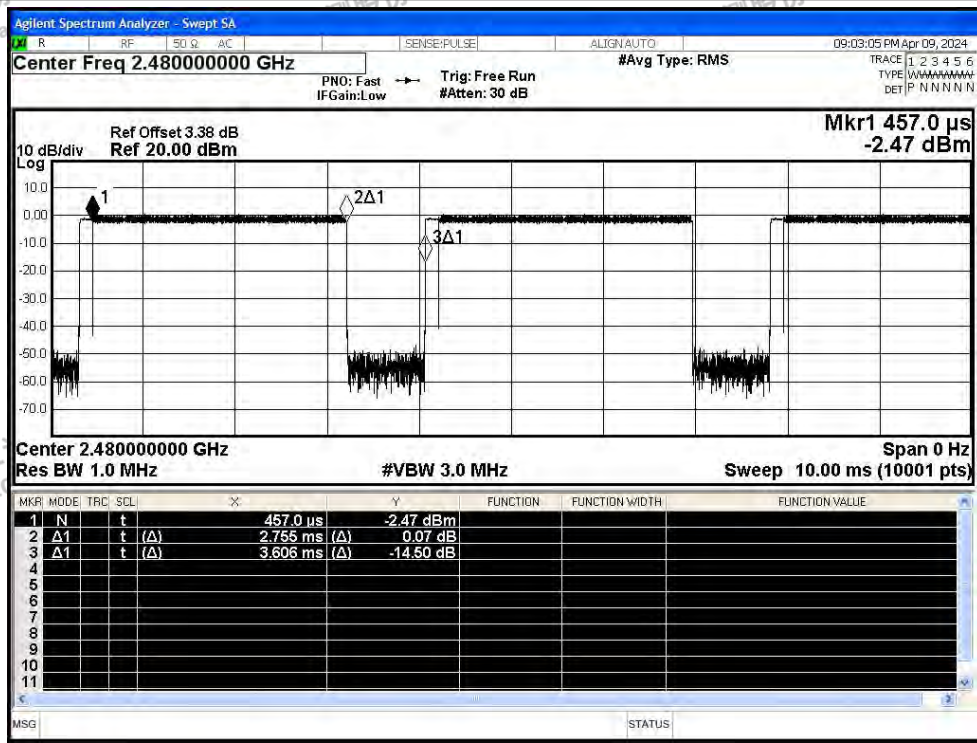 Agilent Spectrum Analyzer - Swept SA
R RF 50 Ω AC SENSE:PULSE ALIGN AUTO 09:03:05 PM Apr 09, 2024
Center Freq 2.480000000 GHz #Avg Type: RMS TRACE 1 2 3 4 5 6
PNO: Fast Trig: Free Run TYPE
IFGain:Low #Atten: 30 dB DET P N N N N N
Mkr1 457.0 µs
Ref Offset 3.38 dB
10 dB/div Ref 20.00 dBm -2.47 dBm
Log
10.0
1 2Δ1
0.00
3Δ1
-10.0
-20.0
-30.0
-40.0
-50.0
-60.0
-70.0
Center 2.480000000 GHz Span 0 Hz
Res BW 1.0 MHz #VBW 3.0 MHz Sweep 10.00 ms (10001 pts)
MKR MODE TRC SCL X Y FUNCTION FUNCTION WIDTH FUNCTION VALUE
1 N t 457.0 µs -2.47 dBm
2 Δ1 t (Δ) 2.755 ms (Δ) 0.07 dB
3 Δ1 t (Δ) 3.606 ms (Δ) -14.50 dB
4
5
6
7
8
9
10
11
MSG STATUS